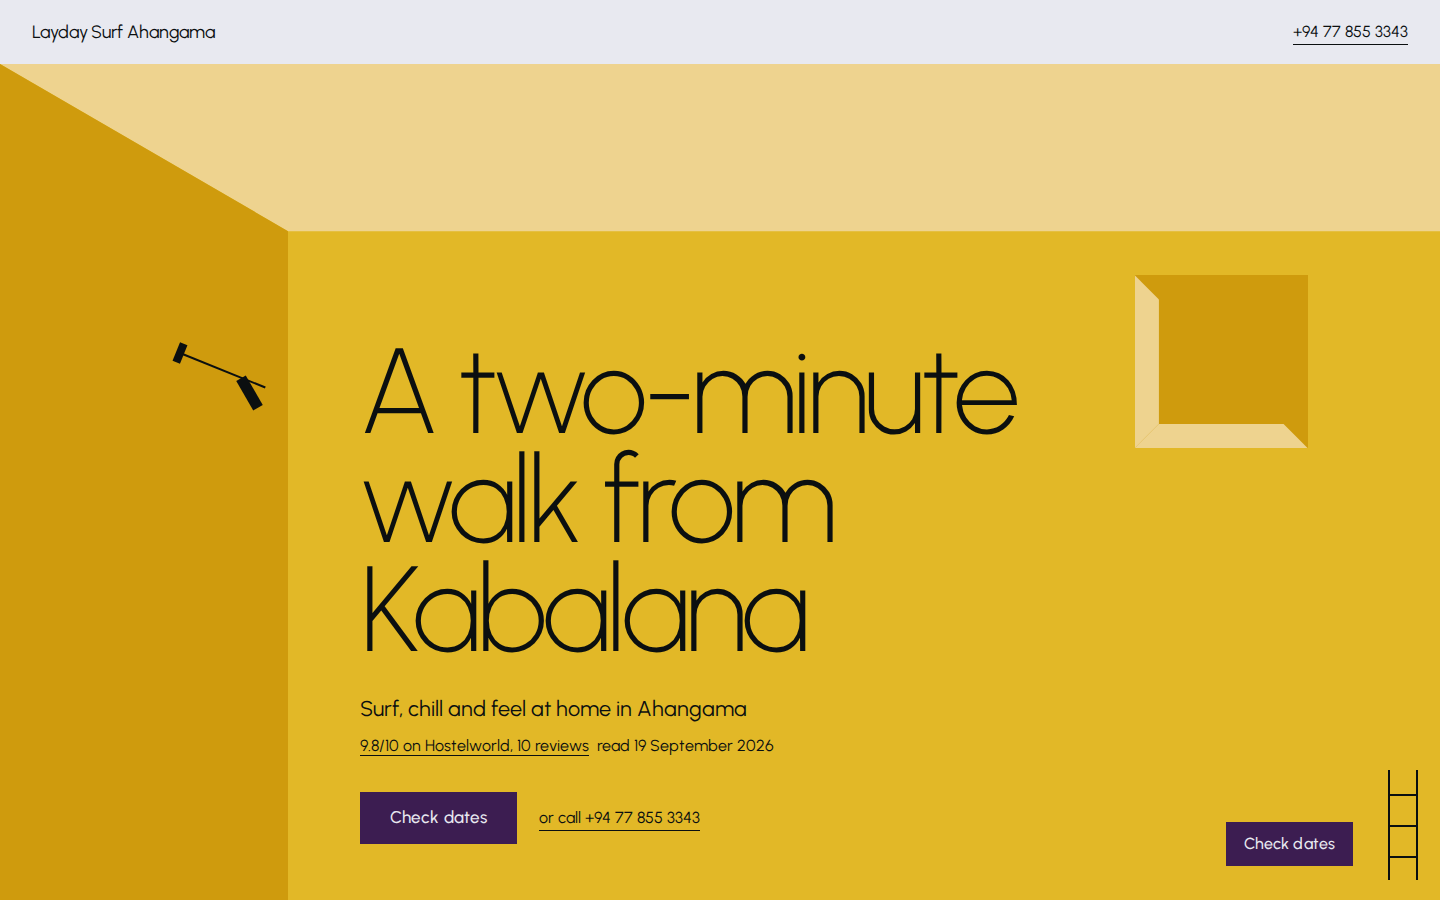 Layday Surf Ahangama
+94 77 855 3343
A two-minute
walk from
Kabalana
Surf, chill and feel at home in Ahangama
9.8/10 on Hostelworld, 10 reviews read 19 September 2026
Check dates
or call +94 77 855 3343
Check dates